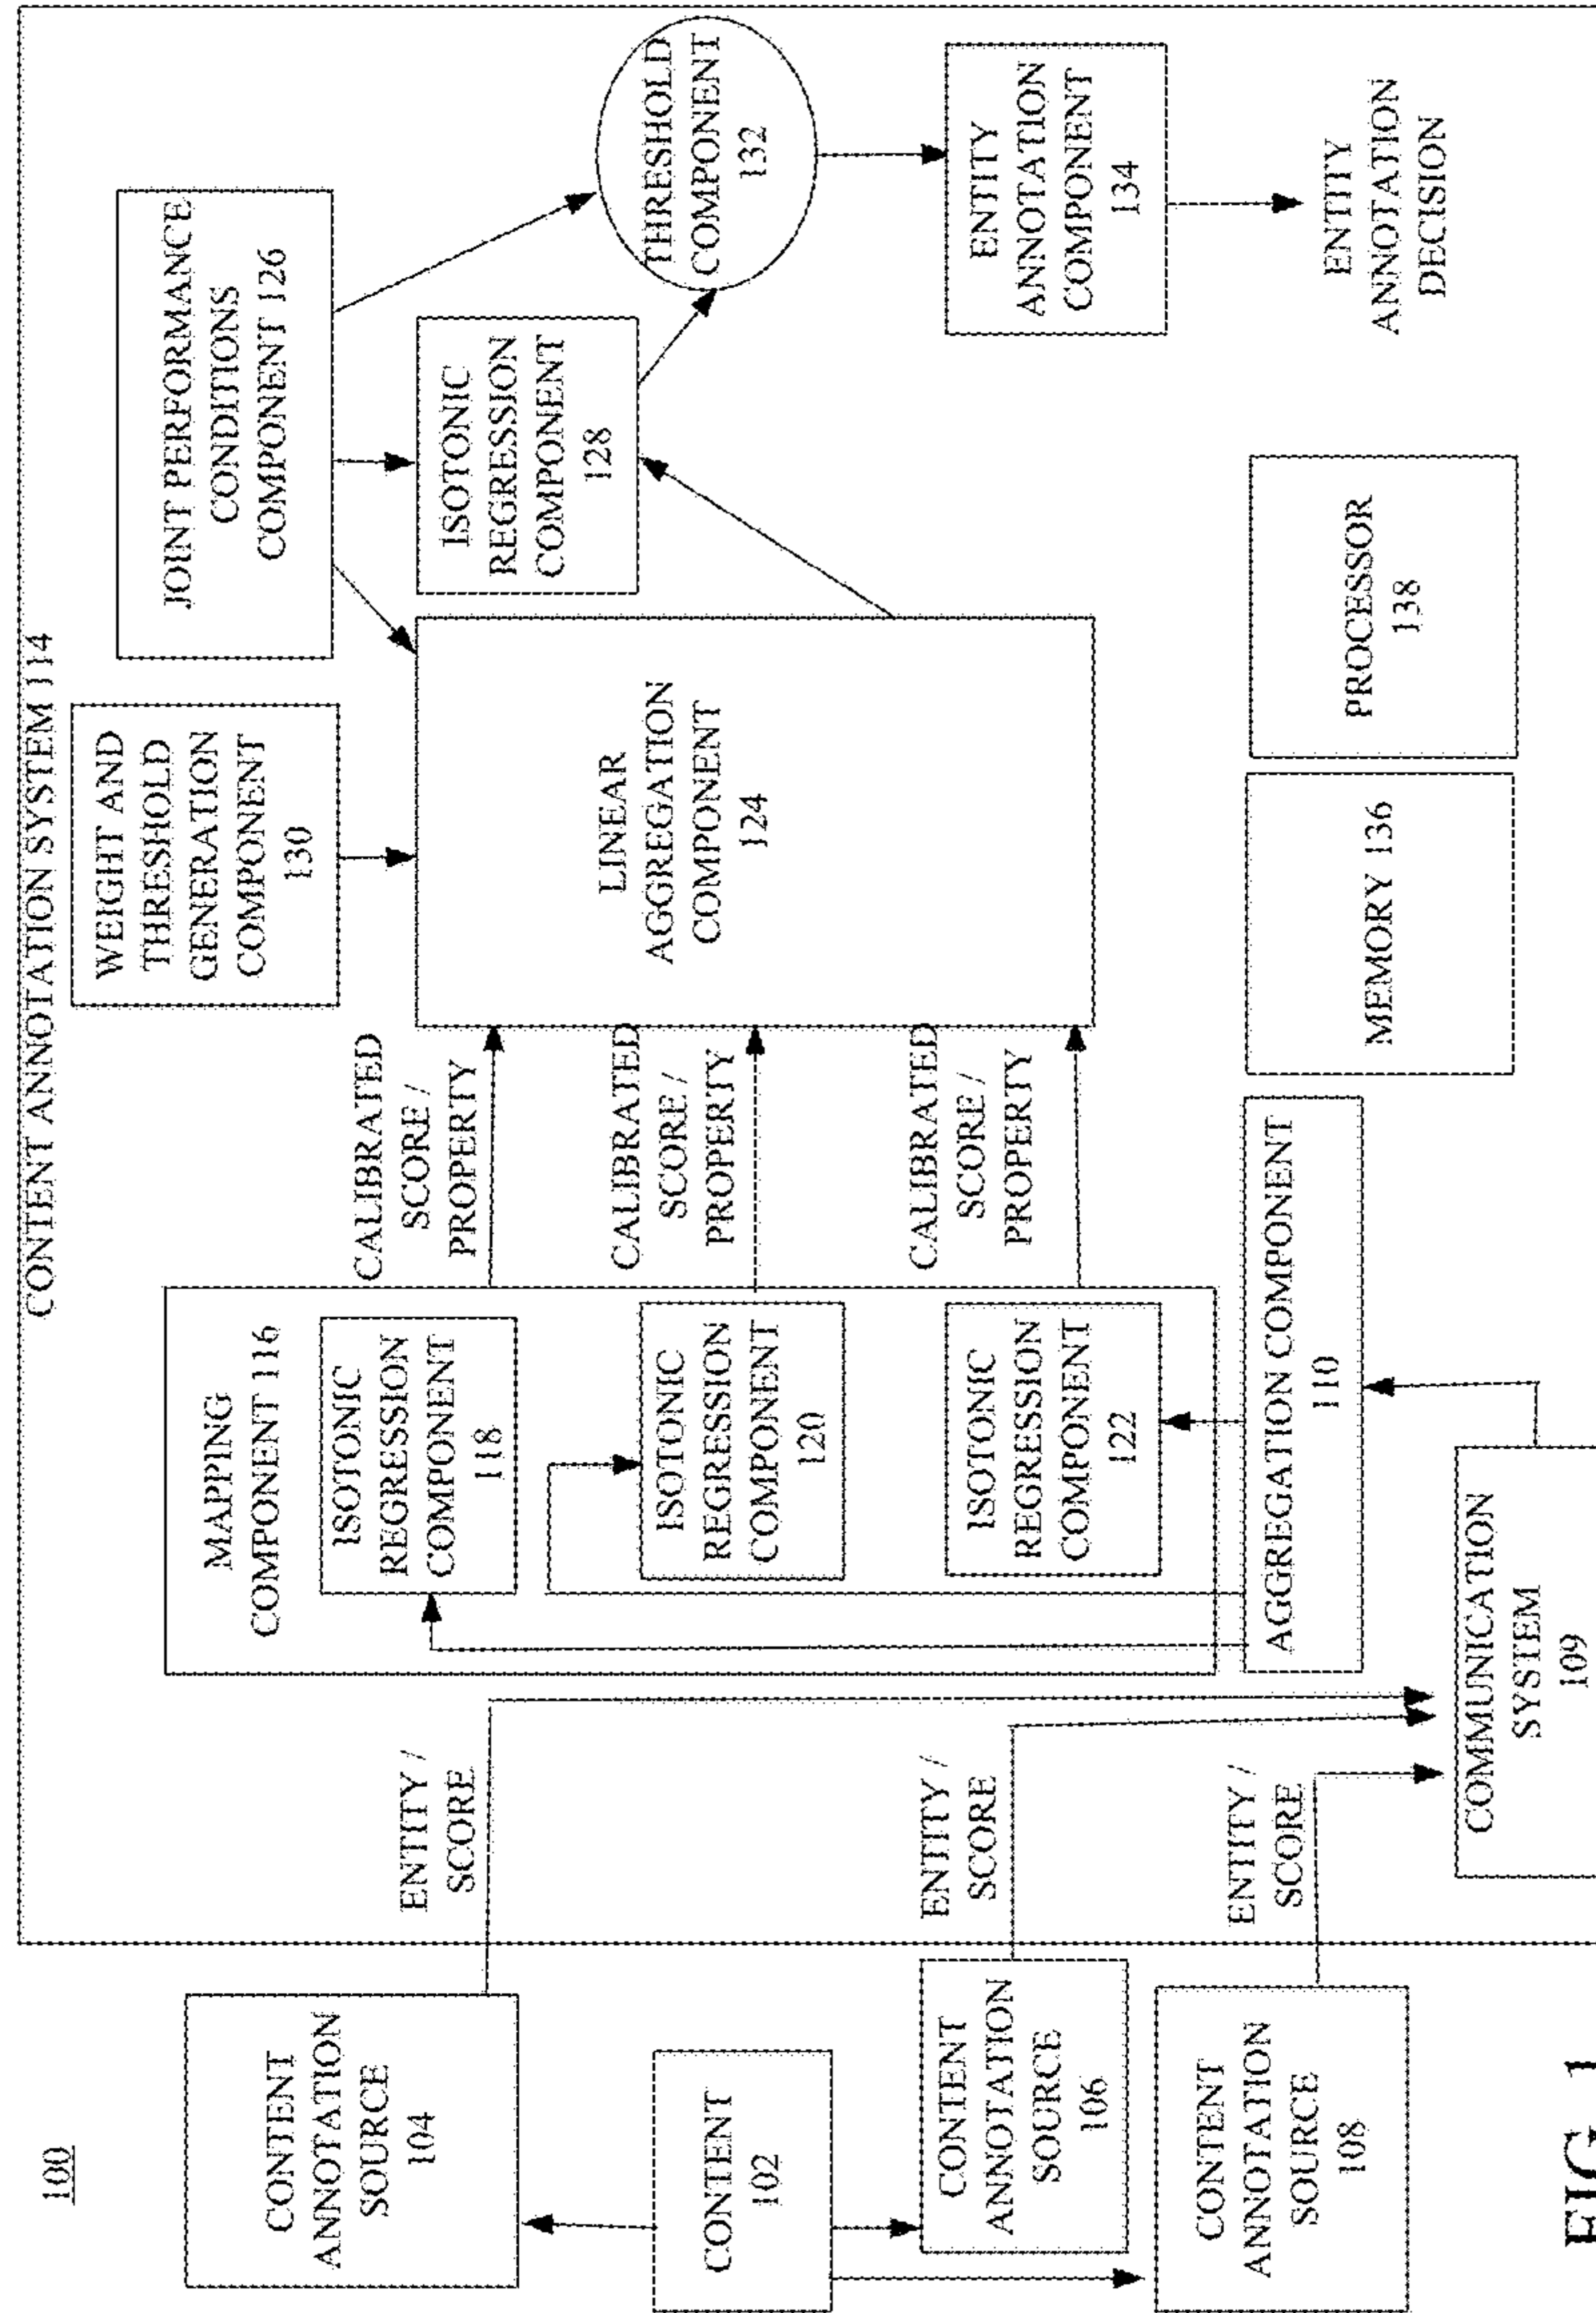 100
CONTENT
ANNOTATION
SOURCE
104
CONTENT
102
CONTENT
ANNOTATION
SOURCE
106
CONTENT
ANNOTATION
SOURCE
108
CONTENT ANNOTATION SYSTEM 114
ENTITY /
SCORE
ENTITY /
SCORE
ENTITY /
SCORE
COMMUNICATION
SYSTEM
109
MAPPING
COMPONENT 116
ISOTONIC
REGRESSION
COMPONENT
118
ISOTONIC
REGRESSION
COMPONENT
120
ISOTONIC
REGRESSION
COMPONENT
122
AGGREGATION COMPONENT
110
CALIBRATED
SCORE /
PROPERTY
CALIBRATED
SCORE /
PROPERTY
CALIBRATED
SCORE /
PROPERTY
WEIGHT AND
THRESHOLD
GENERATION
COMPONENT
130
LINEAR
AGGREGATION
COMPONENT
124
MEMORY 136
PROCESSOR
138
JOINT PERFORMANCE
CONDITIONS
COMPONENT 126
ISOTONIC
REGRESSION
COMPONENT
128
THRESHOLD
COMPONENT
132
ENTITY
ANNOTATION
COMPONENT
134
ENTITY
ANNOTATION
DECISION
FIG. 1